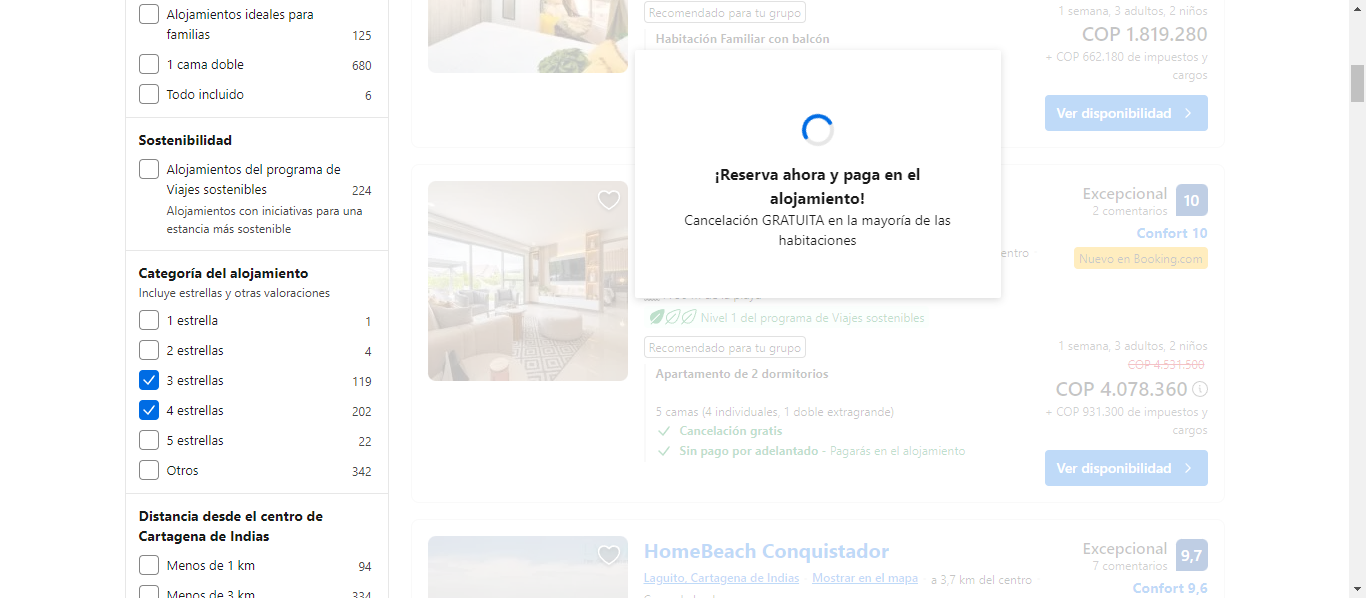 Alojamientos ideales para
familias 125
1 cama doble 680
Todo incluido 6
Sostenibilidad
Alojamientos del programa de
Viajes sostenibles 224
Alojamientos con iniciativas para una
estancia más sostenible
Categoría del alojamiento
Incluye estrellas y otras valoraciones
1 estrella 1
2 estrellas 4
3 estrellas 119
4 estrellas 202
5 estrellas 22
Otros 342
Distancia desde el centro de
Cartagena de Indias
Menos de 1 km 94
Menos de 3 km 334
Recomendado para tu grupo
Habitación Familiar con balcón
1 semana, 3 adultos, 2 niños
COP 1.819.280
+ COP 662.180 de impuestos y
cargos
Ver disponibilidad
¡Reserva ahora y paga en el
alojamiento!
Cancelación GRATUITA en la mayoría de las
habitaciones
Excepcional 10
2 comentarios
Confort 10
Nuevo en Booking.com
Nivel 1 del programa de Viajes sostenibles
Recomendado para tu grupo
Apartamento de 2 dormitorios
5 camas (4 individuales, 1 doble extragrande)
Cancelación gratis
Sin pago por adelantado - Pagarás en el alojamiento
1 semana, 3 adultos, 2 niños
COP 4.531.500
COP 4.078.360
+ COP 931.300 de impuestos y
cargos
Ver disponibilidad
HomeBeach Conquistador
Laguito, Cartagena de Indias Mostrar en el mapa a 3,7 km del centro
Excepcional 9,7
7 comentarios
Confort 9,6